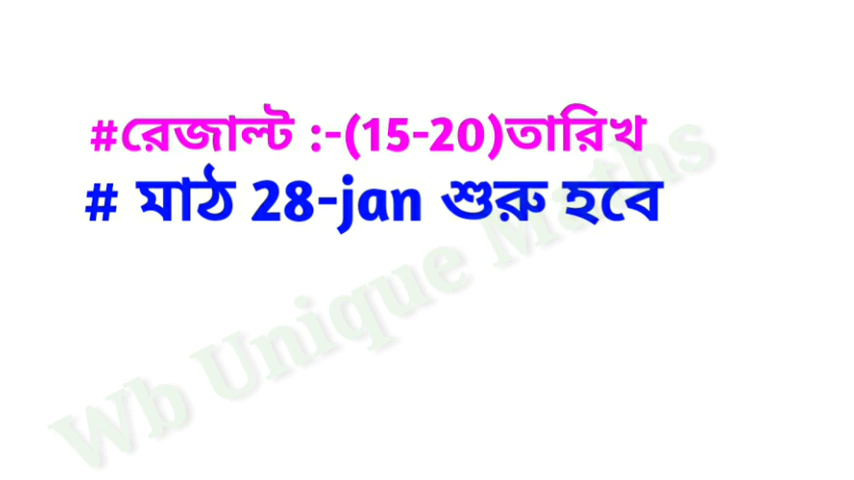 #রেজাল্ট :-(15-20)তারিখ
# মাঠ 28-jan শুরু হবে
Wb Unique Maths